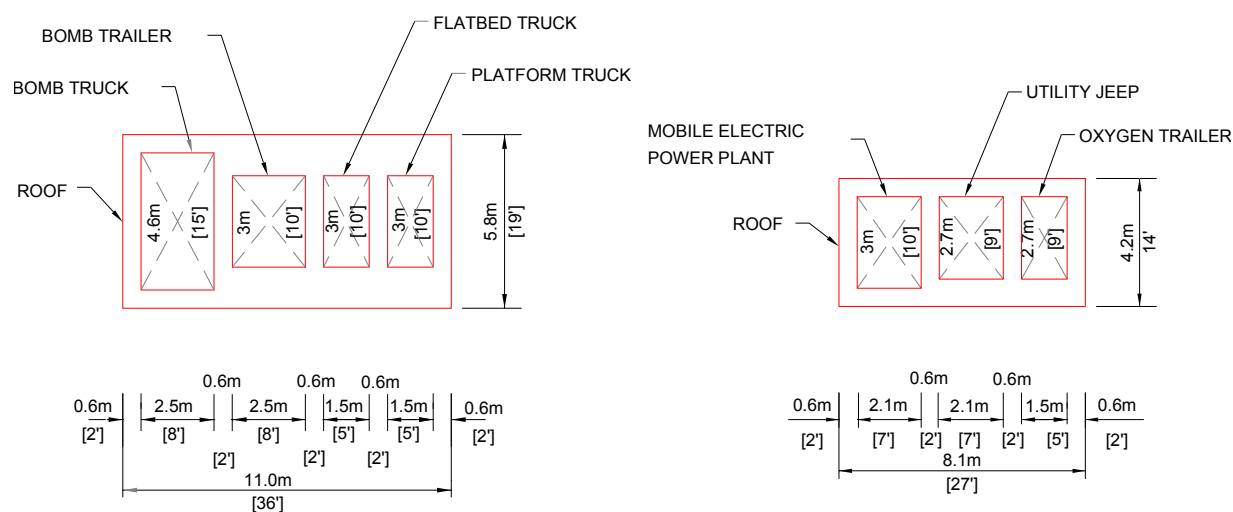 FLATBED TRUCK
BOMB TRAILER
PLATFORM TRUCK
BOMB TRUCK
ROOF
4.6m
[15']
3m
[10']
3m
[10']
3m
[10']
5.8m
[19']
0.6m
0.6m
0.6m
0.6m
2.5m
2.5m
1.5m
1.5m
0.6m
[2']
[8']
[8']
[5']
[5']
[2']
[2']
[2']
[2']
11.0m
[36']
UTILITY JEEP
MOBILE ELECTRIC
POWER PLANT
OXYGEN TRAILER
ROOF
3m
[10']
2.7m
[9']
2.7m
[9']
4.2m
14'
0.6m
0.6m
0.6m
2.1m
2.1m
1.5m
0.6m
[2']
[7']
[2']
[7']
[2']
[5']
[2']
8.1m
[27']